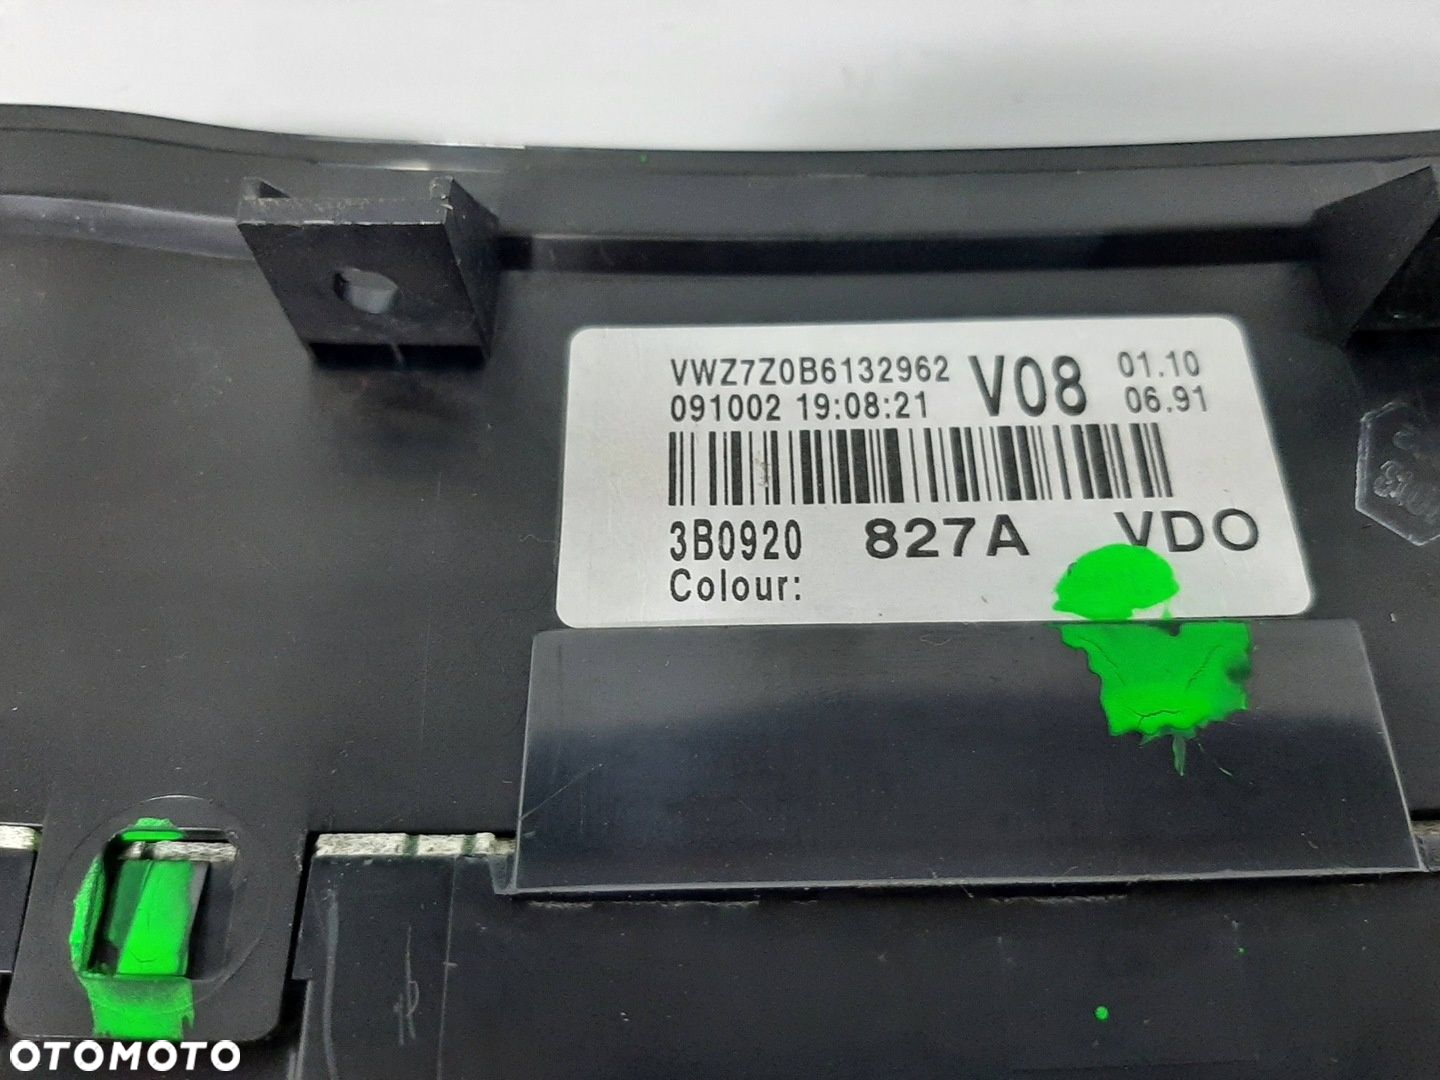 VWZ7Z0B6132962 V08 01.10
091002 19:08:21 06.91
3B0920 827A VDO
Colour:
OTOMOTO